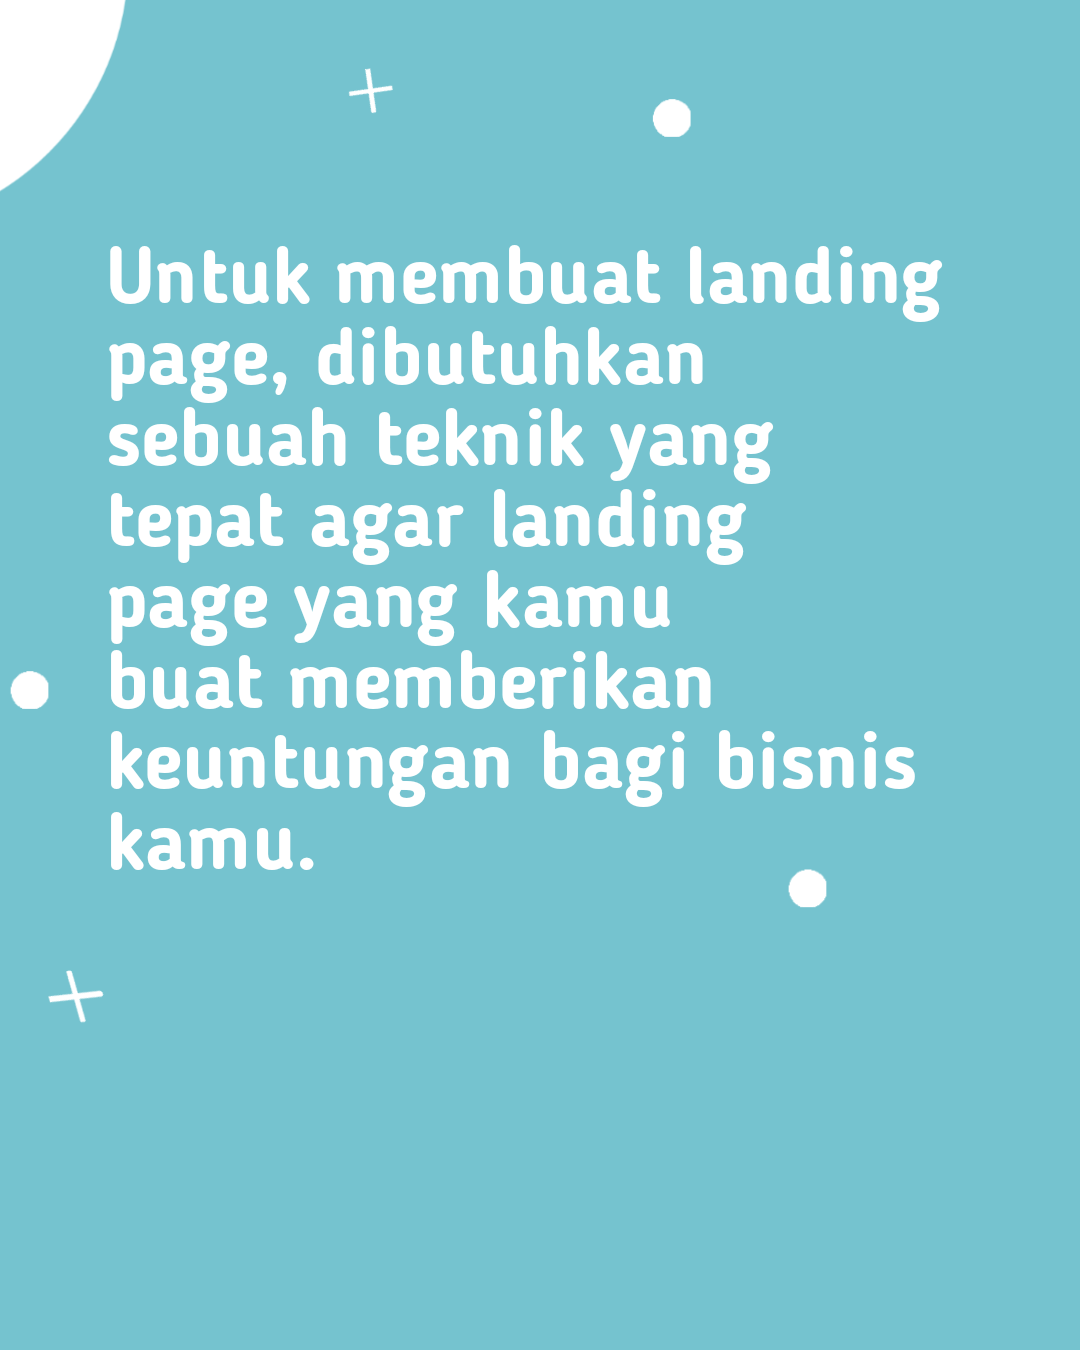 Untuk membuat landing
page, dibutuhkan
sebuah teknik yang
tepat agar landing
page yang kamu
buat memberikan
keuntungan bagi bisnis
kamu.